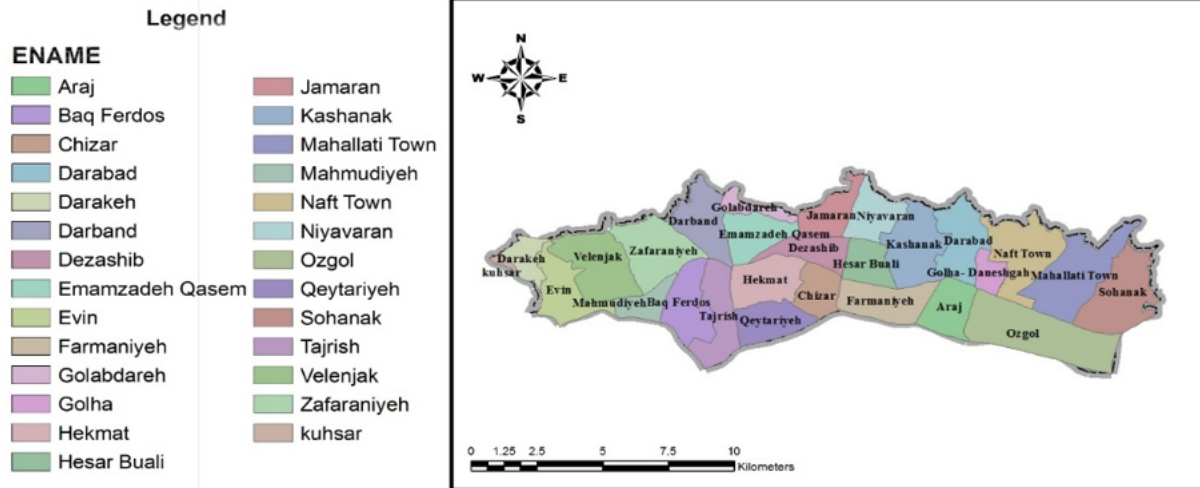 Legend
ENAME
Araj
Baq Ferdos
Chizar
Darabad
Darakeh
Darband
Dezashib
Emamzadeh Qasem
Evin
Farmaniyeh
Golabdareh
Golha
Hekmat
Hesar Buali
Jamaran
Kashanak
Mahallati Town
Mahmudiyeh
Naft Town
Niyavaran
Ozgol
Qeytariyeh
Sohanak
Tajrish
Velenjak
Zafaraniyeh
kuhsar
N
W E
S
Golabdareh
Darband
Jamaran Niyavaran
Emamzadeh Qasem
Dezashib
Kashanak Darabad
Zafaraniyeh
Velenjak
Naft Town
Darakeh
kuhsar
Hesar Buali
Golha- Daneshgah Mahallati Town
Hekmat
Evin
Chizar
Sohanak
Mahmudiyeh Baq Ferdos
Farmaniyeh
Araj
Tajrish
Qeytariyeh
Ozgol
0 1.25 2.5 5 7.5 10
Kilometers